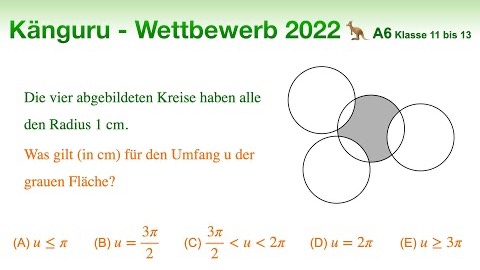 Känguru - Wettbewerb 2022 🦘 A6 Klasse 11 bis 13
Die vier abgebildeten Kreise haben alle
den Radius 1 cm.
Was gilt (in cm) für den Umfang u der
grauen Fläche?
(A) u ≤ π (B) u = 3π/2 (C) 3π/2 < u < 2π (D) u = 2π (E) u ≥ 3π